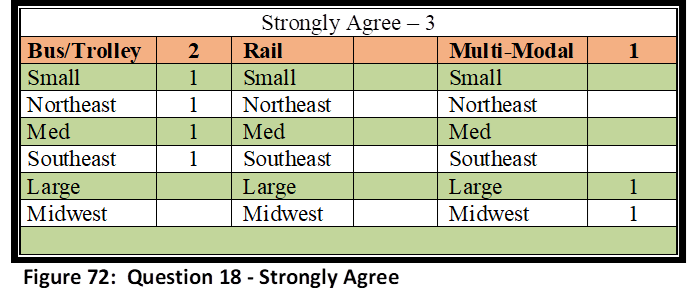 Strongly Agree – 3
Bus/Trolley 2 Rail Multi-Modal 1
Small 1 Small Small
Northeast 1 Northeast Northeast
Med 1 Med Med
Southeast 1 Southeast Southeast
Large Large Large 1
Midwest Midwest Midwest 1
Figure 72: Question 18 - Strongly Agree